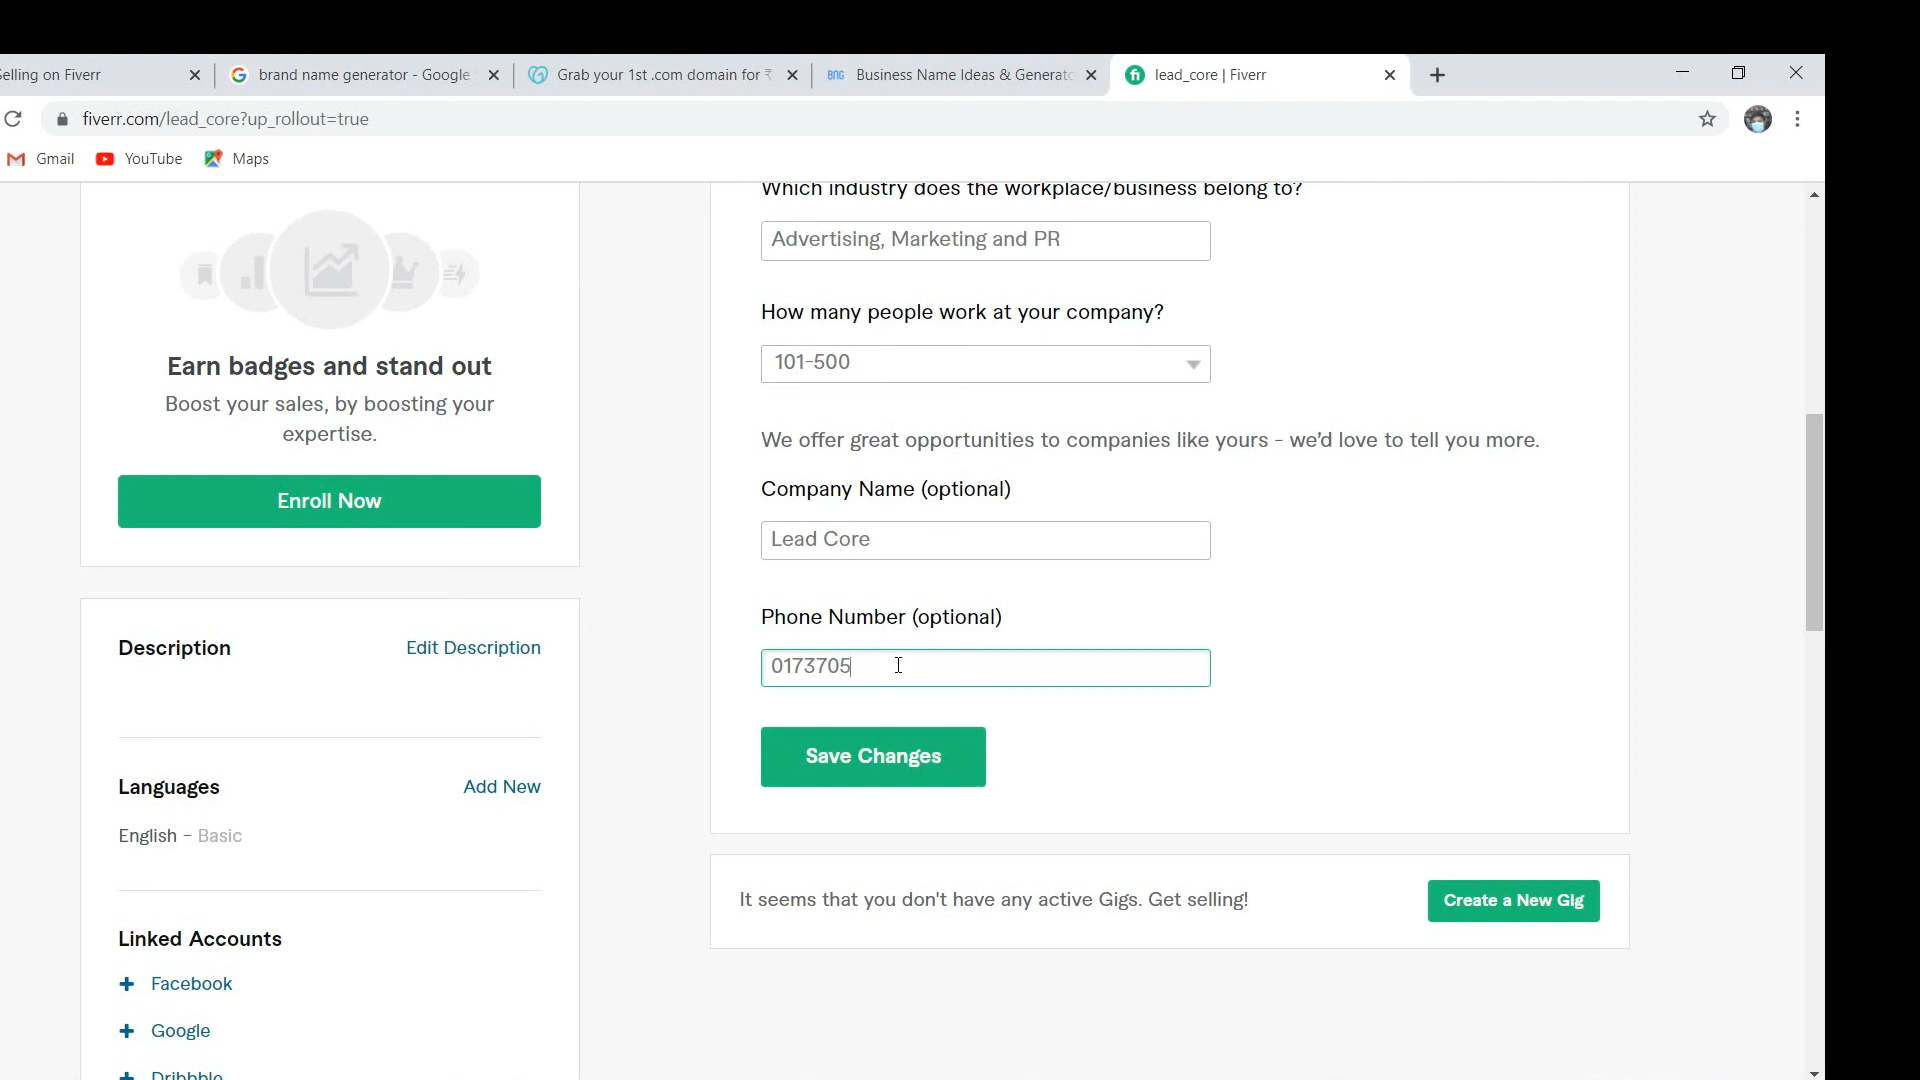 elling on Fiverr
brand name generator - Google
Grab your 1st .com domain for ₹
BNG Business Name Ideas & Generato
lead_core | Fiverr
fiverr.com/lead_core?up_rollout=true
Gmail
YouTube
Maps
Which industry does the workplace/business belong to?
Advertising, Marketing and PR
How many people work at your company?
101-500
We offer great opportunities to companies like yours - we'd love to tell you more.
Company Name (optional)
Lead Core
Phone Number (optional)
0173705
Save Changes
It seems that you don't have any active Gigs. Get selling!
Create a New Gig
Earn badges and stand out
Boost your sales, by boosting your
expertise.
Enroll Now
Description
Edit Description
Languages
Add New
English - Basic
Linked Accounts
Facebook
Google
Dribbble